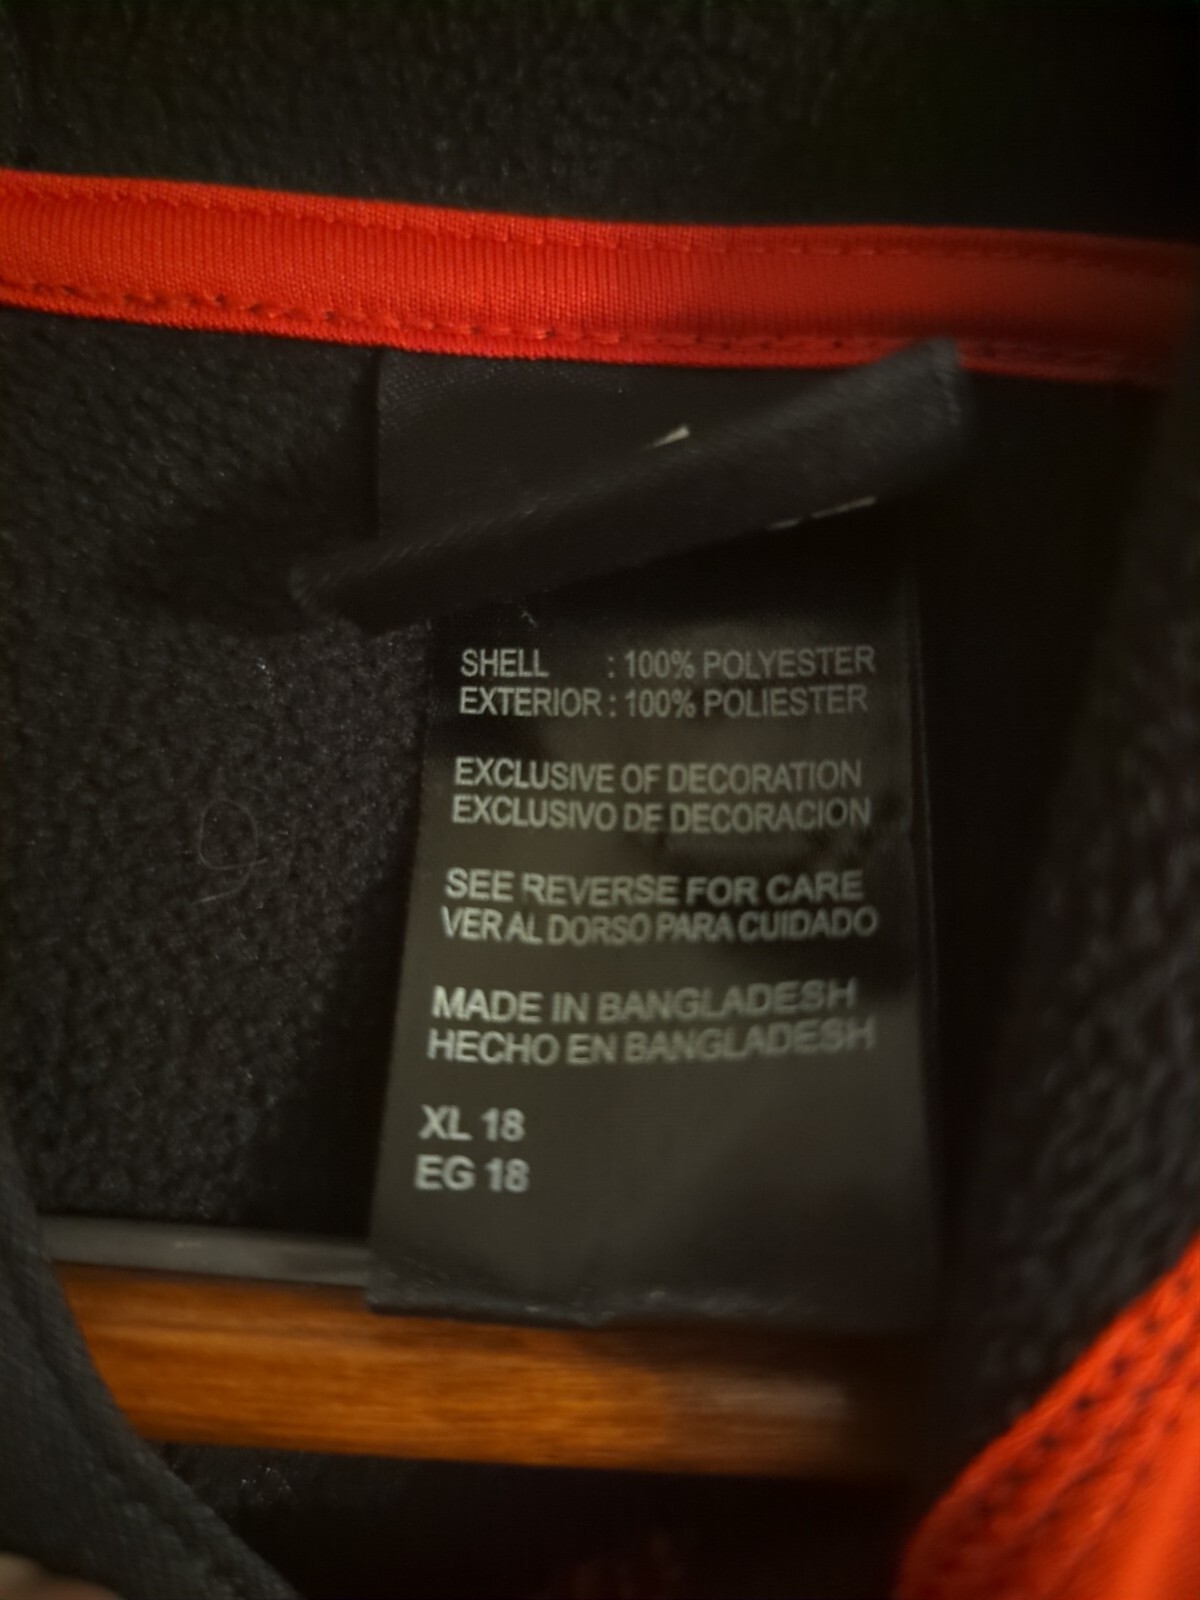 SHELL : 100% POLYESTER
EXTERIOR : 100% POLIESTER
EXCLUSIVE OF DECORATION
EXCLUSIVO DE DECORACION
SEE REVERSE FOR CARE
VER AL DORSO PARA CUIDADO
MADE IN BANGLADESH
HECHO EN BANGLADESH
XL 18
EG 18